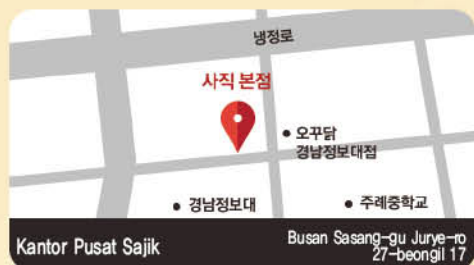 냉정로
사직 본점
오꾸닭
경남정보대점
경남정보대
주례중학교
Kantor Pusat Sajik
Busan Sasang-gu Jurye-ro
27-beongil 17